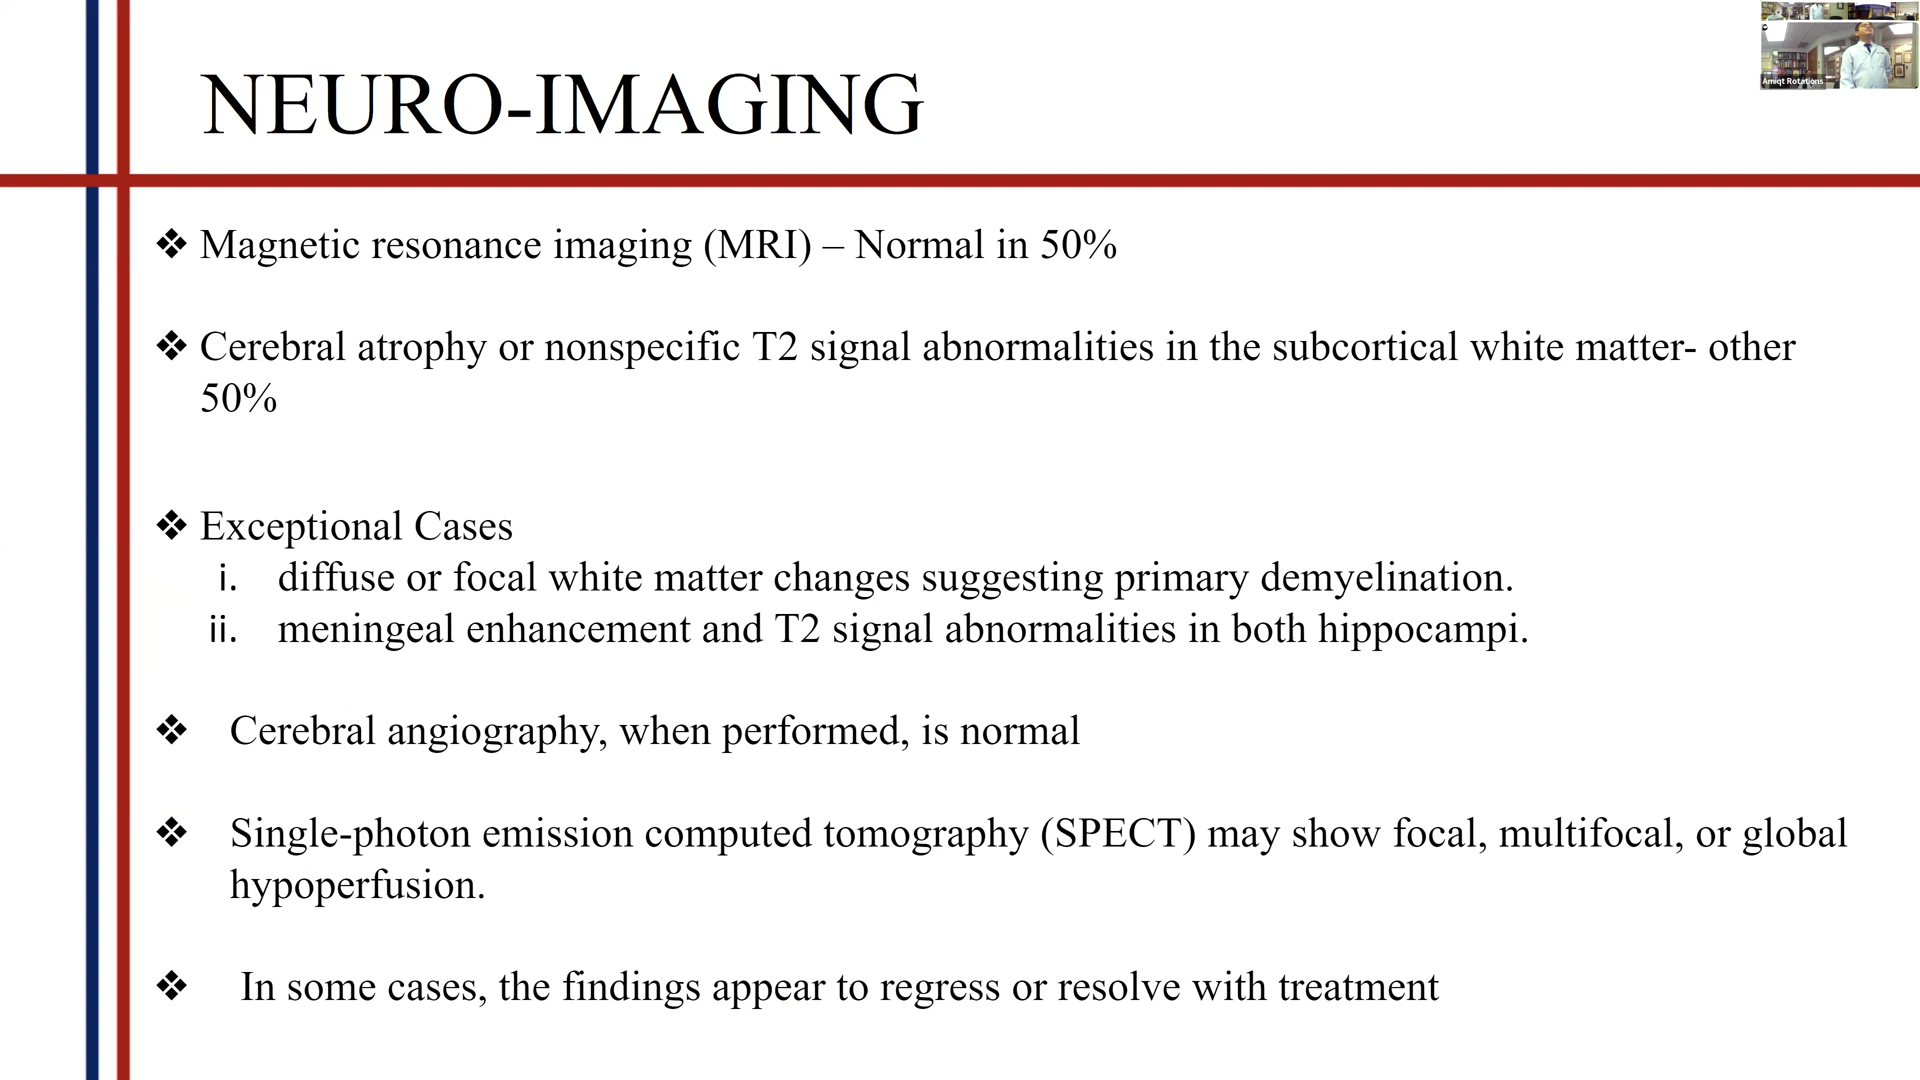 NEURO-IMAGING
Amiqt Rotations
❖ Magnetic resonance imaging (MRI) – Normal in 50%
❖ Cerebral atrophy or nonspecific T2 signal abnormalities in the subcortical white matter- other
50%
❖ Exceptional Cases
i. diffuse or focal white matter changes suggesting primary demyelination.
ii. meningeal enhancement and T2 signal abnormalities in both hippocampi.
❖ Cerebral angiography, when performed, is normal
❖ Single-photon emission computed tomography (SPECT) may show focal, multifocal, or global
hypoperfusion.
❖ In some cases, the findings appear to regress or resolve with treatment